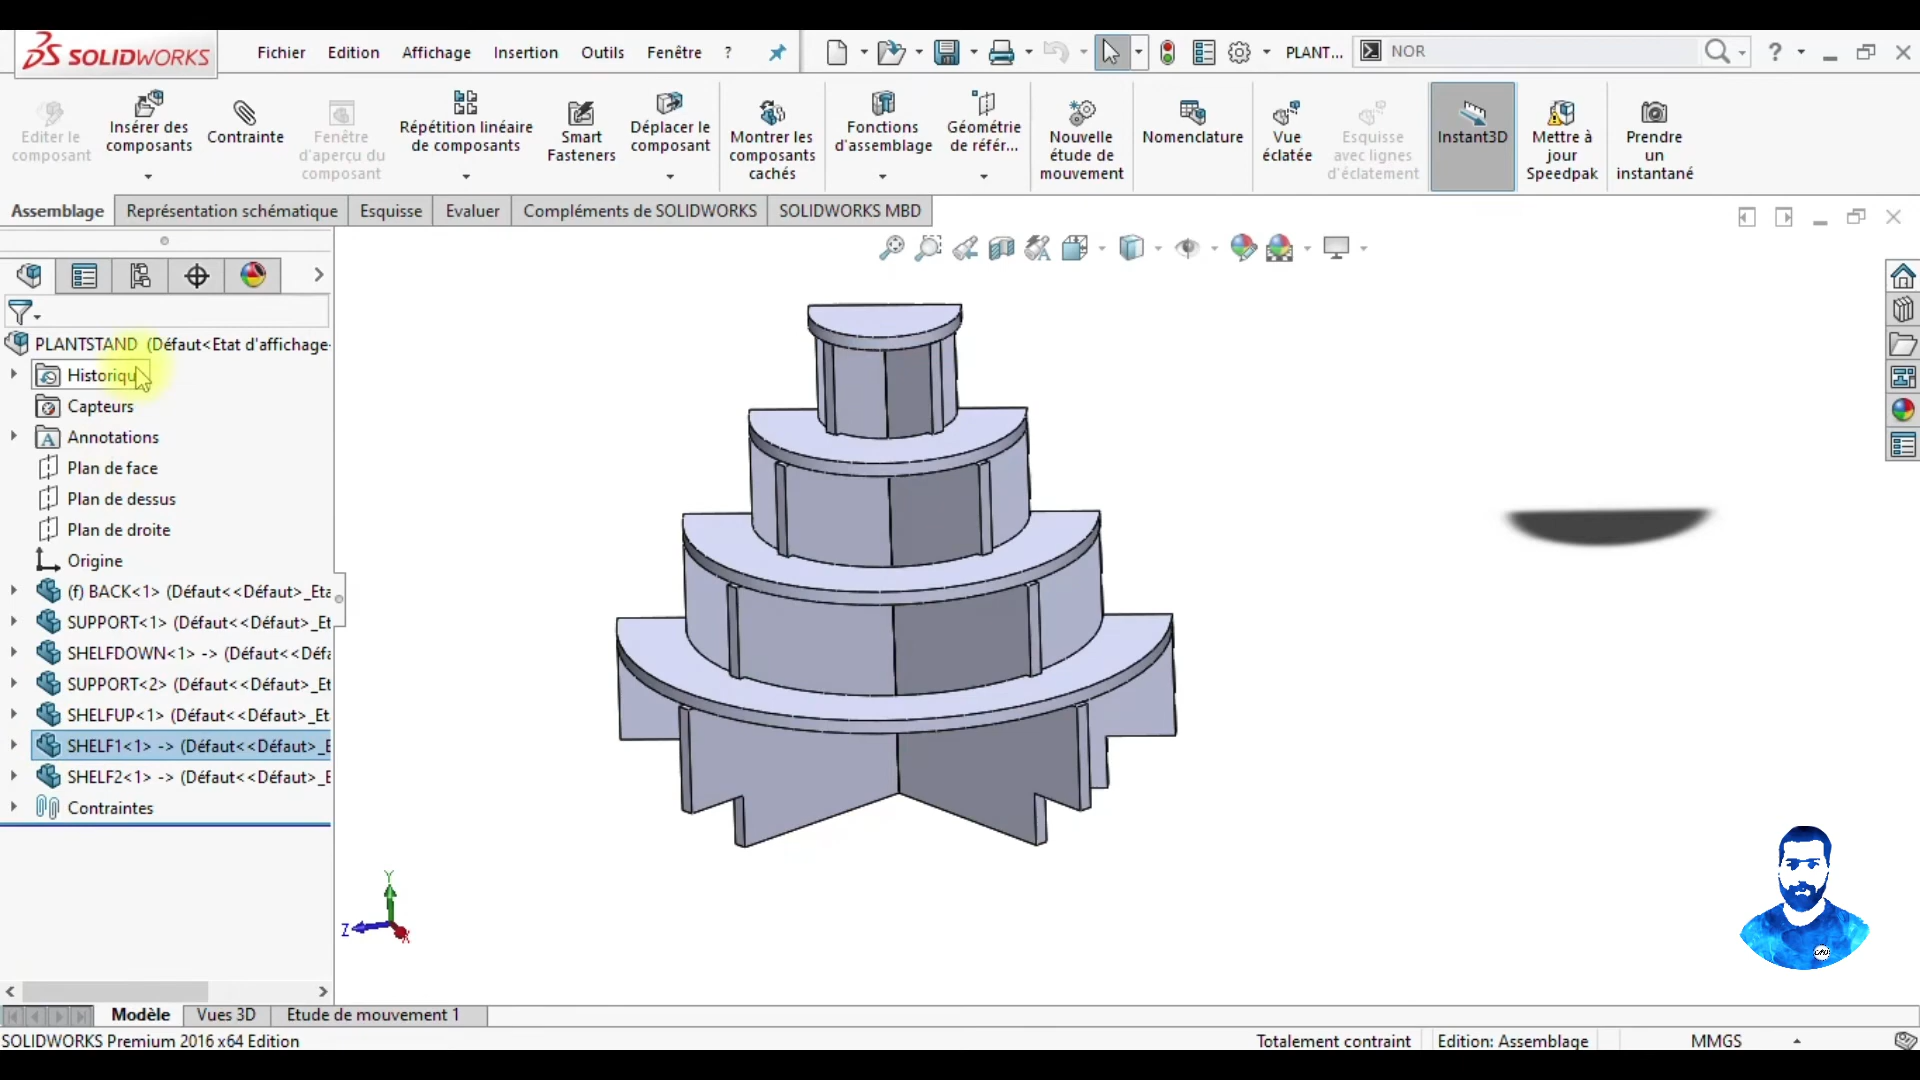 SOLIDWORKS
Fichier Edition Affichage Insertion Outils Fenêtre ?
PLANT...
NOR
?
Editer le composant
Insérer des composants
Contrainte
Fenêtre d'aperçu du composant
Répétition linéaire de composants
Smart Fasteners
Déplacer le composant
Montrer les composants cachés
Fonctions d'assemblage
Géométrie de référ...
Nouvelle étude de mouvement
Nomenclature
Vue éclatée
Esquisse avec lignes d'éclatement
Instant3D
Mettre à jour Speedpak
Prendre un instantané
Assemblage Représentation schématique Esquisse Evaluer Compléments de SOLIDWORKS SOLIDWORKS MBD
PLANTSTAND (Défaut<Etat d'affichage-
Historiqu
Capteurs
Annotations
Plan de face
Plan de dessus
Plan de droite
Origine
(f) BACK<1> (Défaut<<Défaut>_Eta
SUPPORT<1> (Défaut<<Défaut>_Et
SHELFDOWN<1> -> (Défaut<<Défa
SUPPORT<2> (Défaut<<Défaut>_Et
SHELFUP<1> (Défaut<<Défaut>_Et
SHELF1<1> -> (Défaut<<Défaut>_E
SHELF2<1> -> (Défaut<<Défaut>_E
Contraintes
Y
Z
X
Modèle Vues 3D Etude de mouvement 1
SOLIDWORKS Premium 2016 x64 Edition
Totalement contraint Edition: Assemblage MMGS